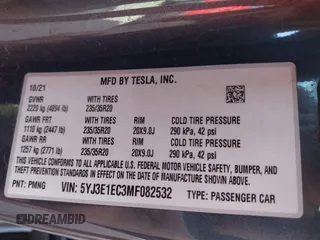 MFD BY TESLA, INC.
10/21
GVWR WITH TIRES
2220 kg (4894 lb) 235/35R20
GAWR FRT WITH TIRES RIM COLD TIRE PRESSURE
1110 kg (2447 lb) 235/35R20 20X9.0J 290 kPa, 42 psi
GAWR RR WITH TIRES RIM COLD TIRE PRESSURE
1257 kg (2771 lb) 235/35R20 20X9.0J 290 kPa, 42 psi
THIS VEHICLE CONFORMS TO ALL APPLICABLE U.S. FEDERAL MOTOR VEHICLE SAFETY, BUMPER,
AND THEFT PREVENTION STANDARDS IN EFFECT ON THE DATE OF MANUFACTURE SHOWN ABOVE.
PNT: PMNG VIN: 5YJ3E1EC3MF082532 TYPE: PASSENGER CAR
DREAMBID